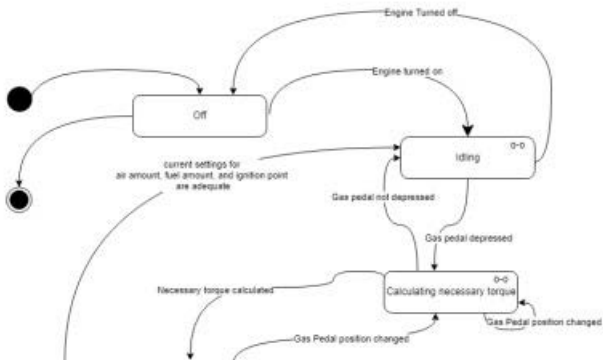 Engine Turned off
Engine turned on
Off
Idling
current settings for
air amount, fuel amount, and ignition point
are adequate
Gas pedal not depressed
Gas pedal depressed
Calculating necessary torque
Necessary torque calculated
Gas Pedal position changed
Gas Pedal position changed